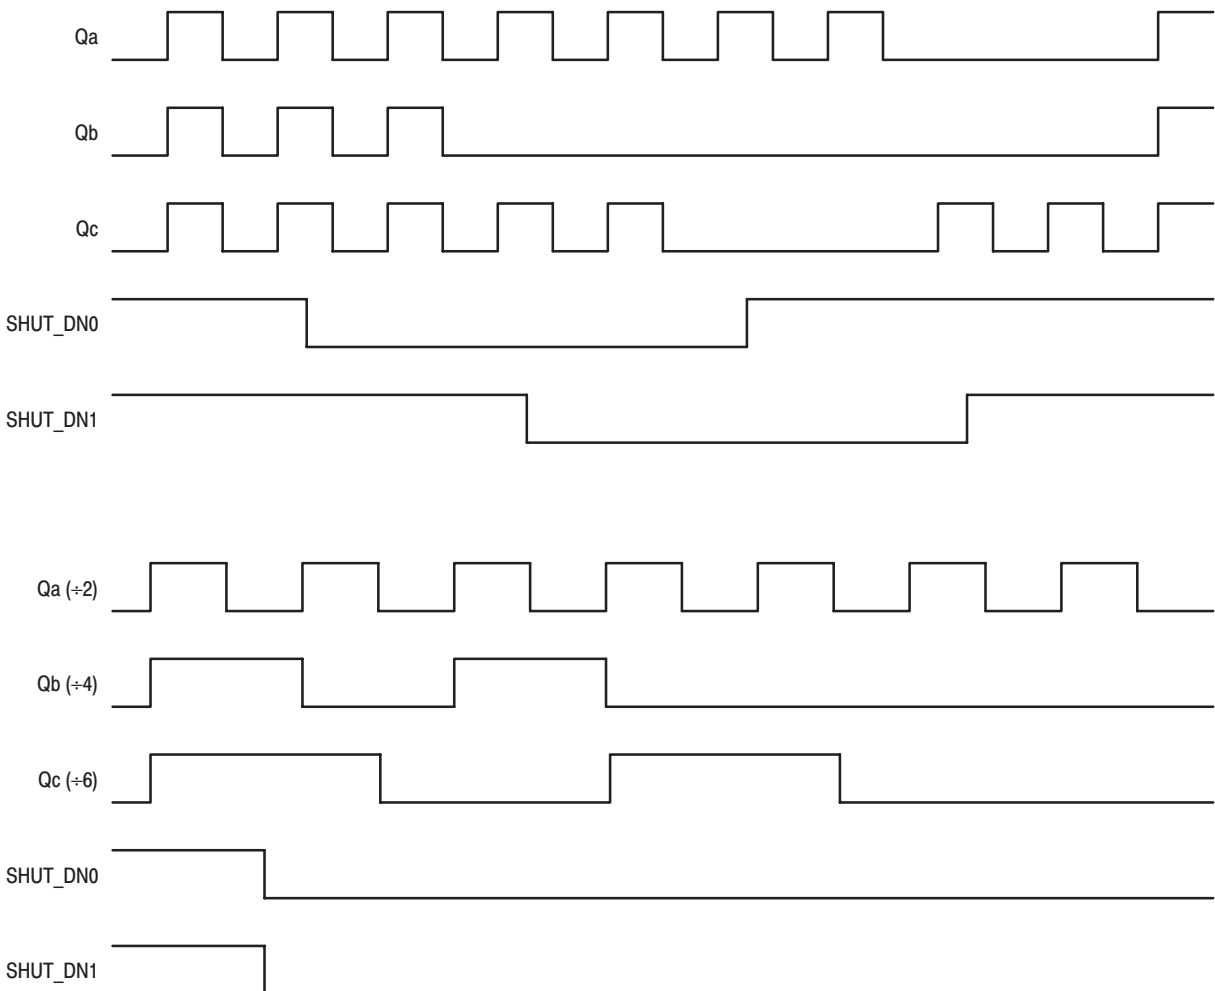 Qa
Qb
Qc
SHUT_DN0
SHUT_DN1
Qa (÷2)
Qb (÷4)
Qc (÷6)
SHUT_DN0
SHUT_DN1